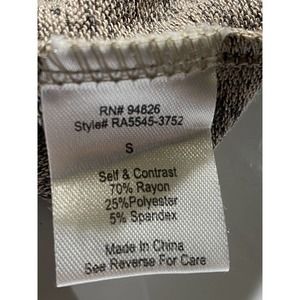 RN# 94826
Style# RA5545-3752
S
Self & Contrast
70% Rayon
25%Polyester
5% Spandex
Made In China
See Reverse For Care